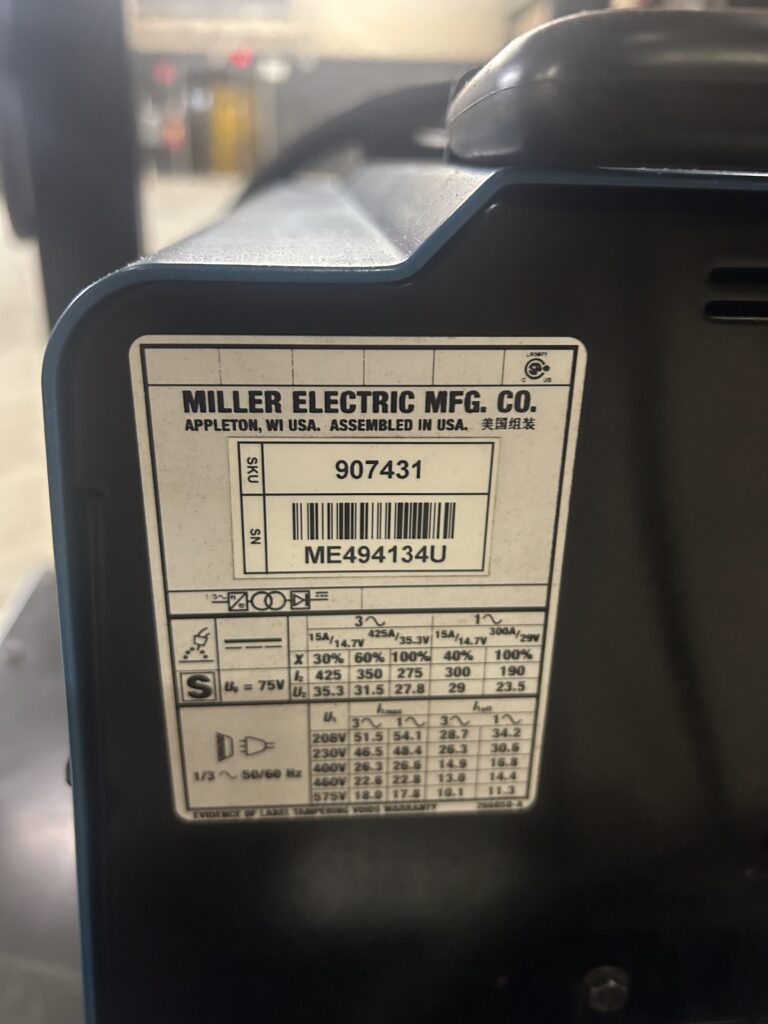 LR5071
C US
MILLER ELECTRIC MFG. CO.
APPLETON, WI USA. ASSEMBLED IN USA. 美国组装
SKU 907431
SN
ME494134U
3~ 1~
15A/14.7V 425A/35.3V 15A/14.7V 300A/29V
X 30% 60% 100% 40% 100%
I₂ 425 350 275 300 190
S U₀ = 75V U₂ 35.3 31.5 27.8 29 23.5
U₁ I₁max I₁eff
3~ 1~ 3~ 1~
208V 51.5 54.1 28.7 34.2
230V 46.5 48.4 26.3 30.6
400V 26.3 26.6 14.9 16.8
1/3 ~ 50/60 Hz
460V 22.6 22.8 13.0 14.4
575V 18.0 17.8 10.1 11.3
EVIDENCE OF LABEL TAMPERING VOIDS WARRANTY